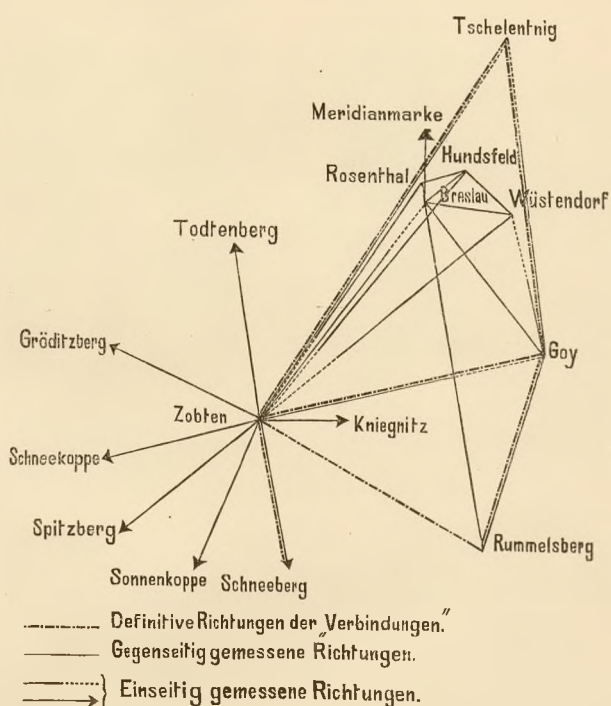 Tschelentnig
Meridianmarke
Hundsfeld
Rosenthal
Breslau
Wüstendorf
Todtenberg
Gröditzberg
Goy
Zobten
Kniegnitz
Schneekoppe
Spitzberg
Rummelsberg
Sonnenkoppe Schneeberg
Definitive Richtungen der "Verbindungen."
Gegenseitig gemessene Richtungen.
Einseitig gemessene Richtungen.